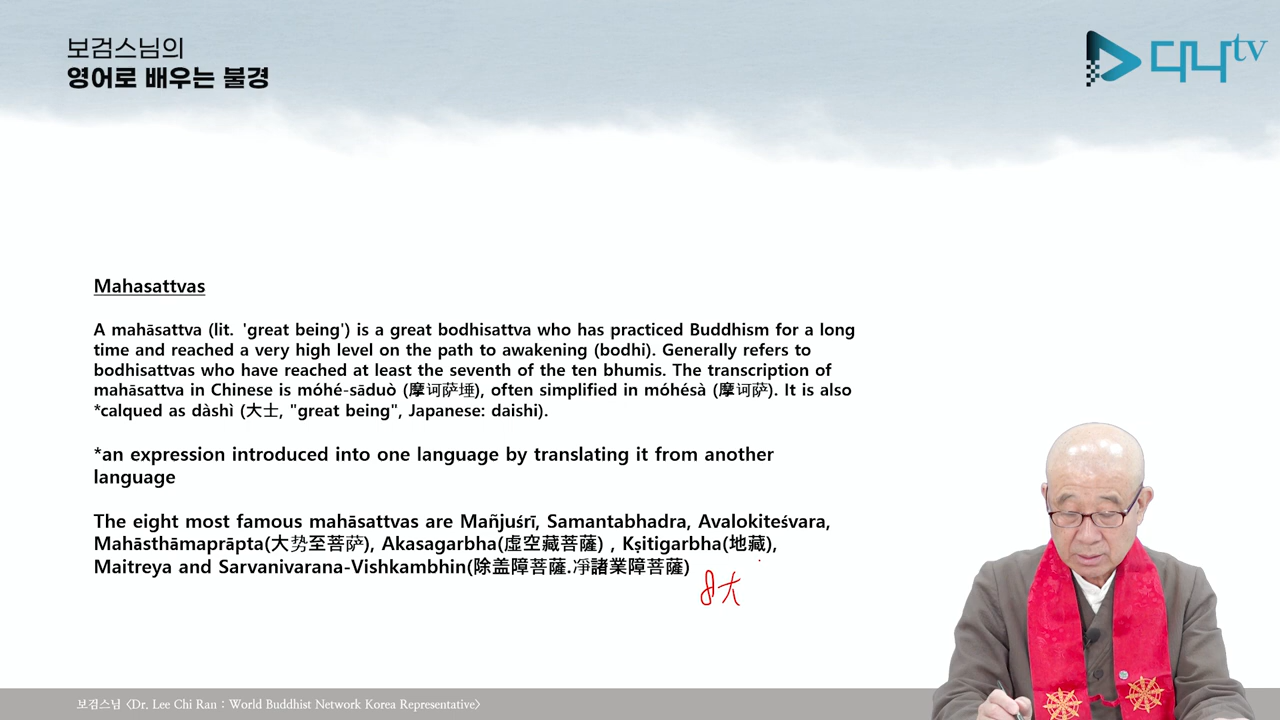 보검스님의
영어로 배우는 불경
다나tv
Mahasattvas
A mahāsattva (lit. 'great being') is a great bodhisattva who has practiced Buddhism for a long
time and reached a very high level on the path to awakening (bodhi). Generally refers to
bodhisattvas who have reached at least the seventh of the ten bhumis. The transcription of
mahāsattva in Chinese is móhé-sāduò (摩诃萨埵), often simplified in móhésà (摩诃萨). It is also
*calqued as dàshì (大士, "great being", Japanese: daishi).
*an expression introduced into one language by translating it from another
language
The eight most famous mahāsattvas are Mañjuśrī, Samantabhadra, Avalokiteśvara,
Mahāsthāmaprāpta(大势至菩萨), Akasagarbha(虛空藏菩薩) , Kṣitigarbha(地藏),
Maitreya and Sarvanivarana-Vishkambhin(除盖障菩薩.凈諸業障菩薩)
8大
보검스님 <Dr. Lee Chi Ran : World Buddhist Network Korea Representative>